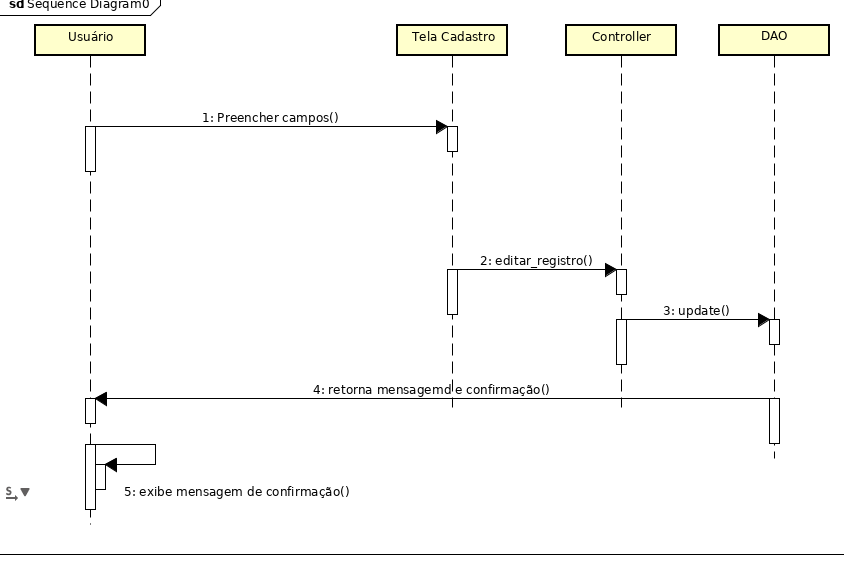 sd Sequence Diagram0
Usuário
Tela Cadastro
Controller
DAO
1: Preencher campos()
2: editar_registro()
3: update()
4: retorna mensagemd e confirmação()
5: exibe mensagem de confirmação()
S